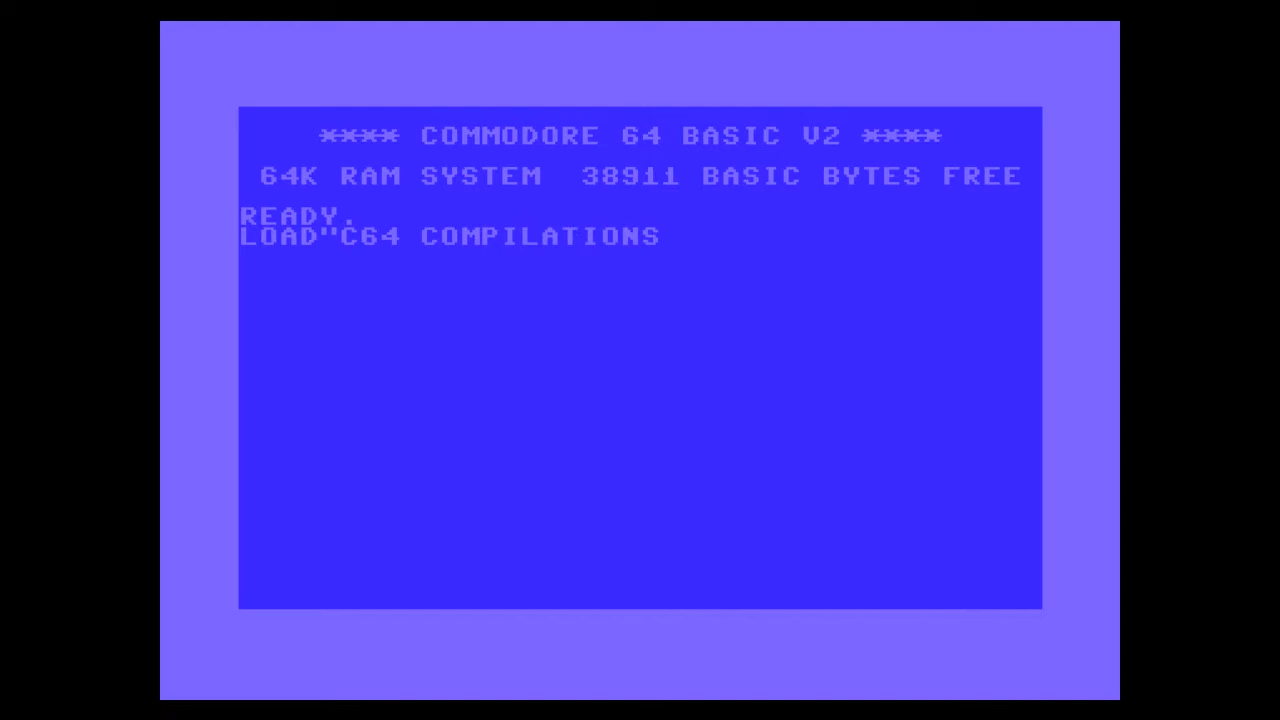 **** COMMODORE 64 BASIC V2 ****
64K RAM SYSTEM  38911 BASIC BYTES FREE
READY.
LOAD"C64 COMPILATIONS